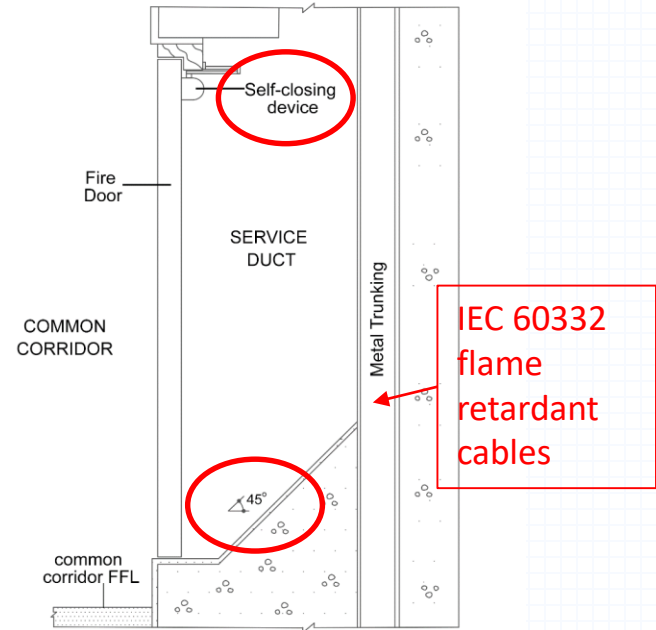 Self-closing
device
Fire
Door
SERVICE
DUCT
Metal Trunking
COMMON
CORRIDOR
IEC 60332
flame
retardant
cables
45°
common
corridor FFL